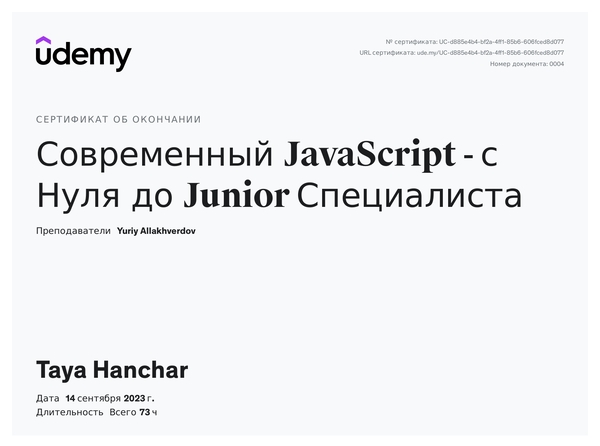 udemy
№ сертификата: UC-d885e4b4-bf2a-4ff1-85b6-606fced8d077
URL сертификата: ude.my/UC-d885e4b4-bf2a-4ff1-85b6-606fced8d077
Номер документа: 0004
СЕРТИФИКАТ ОБ ОКОНЧАНИИ
Современный JavaScript - с
Нуля до Junior Специалиста
Преподаватели Yuriy Allakhverdov
Taya Hanchar
Дата 14 сентября 2023 г.
Длительность Всего 73 ч